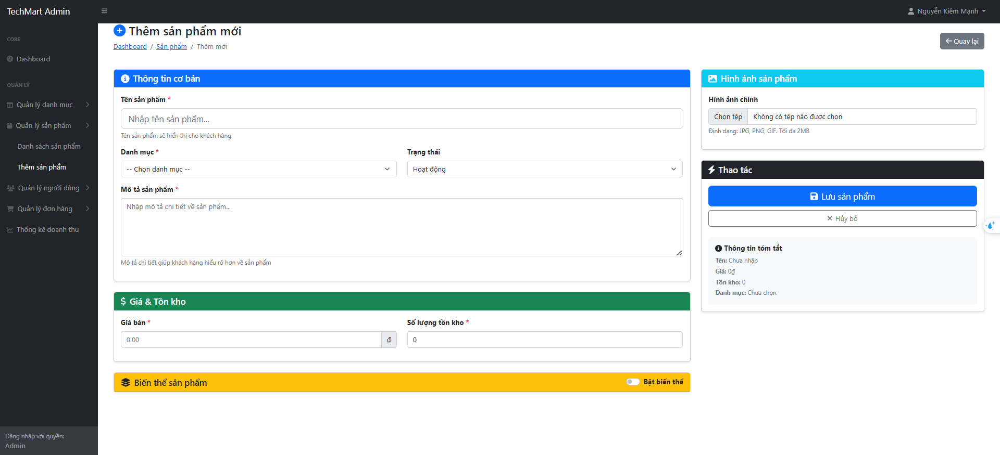 TechMart Admin
Nguyễn Kiêm Mạnh
CORE
Dashboard
QUẢN LÝ
Quản lý danh mục
Quản lý sản phẩm
Danh sách sản phẩm
Thêm sản phẩm
Quản lý người dùng
Quản lý đơn hàng
Thống kê doanh thu
Đăng nhập với quyền:
Admin
Thêm sản phẩm mới
Dashboard / Sản phẩm / Thêm mới
Quay lại
Thông tin cơ bản
Tên sản phẩm *
Nhập tên sản phẩm...
Tên sản phẩm sẽ hiển thị cho khách hàng
Danh mục *
Trạng thái
-- Chọn danh mục --
Hoạt động
Mô tả sản phẩm *
Nhập mô tả chi tiết về sản phẩm...
Mô tả chi tiết giúp khách hàng hiểu rõ hơn về sản phẩm
$ Giá & Tồn kho
Giá bán *
Số lượng tồn kho *
0.00 ₫
0
Biến thể sản phẩm
Bật biến thể
Hình ảnh sản phẩm
Hình ảnh chính
Chọn tệp Không có tệp nào được chọn
Định dạng: JPG, PNG, GIF. Tối đa 2MB
Thao tác
Lưu sản phẩm
Hủy bỏ
Thông tin tóm tắt
Tên: Chưa nhập
Giá: 0₫
Tồn kho: 0
Danh mục: Chưa chọn